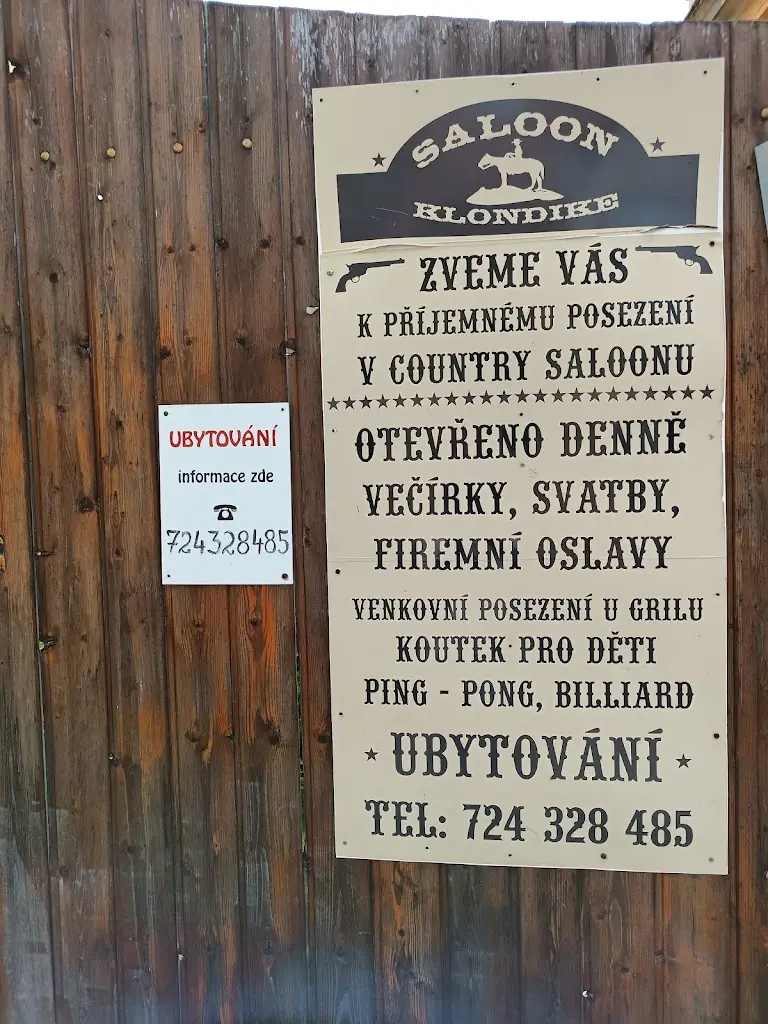 SALOON
KLONDIKE
ZVEME VÁS
K PŘÍJEMNÉMU POSEZENÍ
V COUNTRY SALOONU
OTEVŘENO DENNĚ
VEČÍRKY, SVATBY,
FIREMNÍ OSLAVY
VENKOVNÍ POSEZENÍ U GRILU
KOUTEK PRO DĚTI
PING - PONG, BILLIARD
UBYTOVÁNÍ
TEL: 724 328 485
UBYTOVÁNÍ
informace zde
724328485